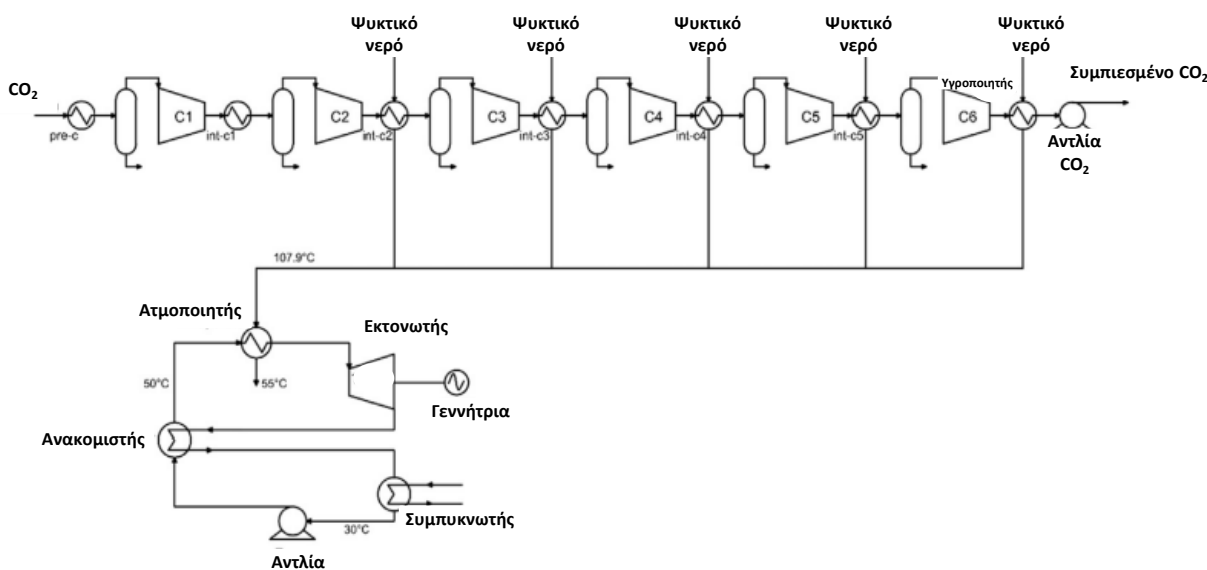 Ψυκτικό
νερό
Ψυκτικό
νερό
Ψυκτικό
νερό
Ψυκτικό
νερό
Ψυκτικό
νερό
CO₂
Υγροποιητής
Συμπιεσμένο CO₂
C1
C2
C3
C4
C5
C6
pre-c
int-c1
int-c2
int-c3
int-c4
int-c5
Αντλία
CO₂
107.9°C
Ατμοποιητής
Εκτονωτής
50°C
55°C
Γεννήτρια
Ανακομιστής
30°C
Συμπυκνωτής
Αντλία